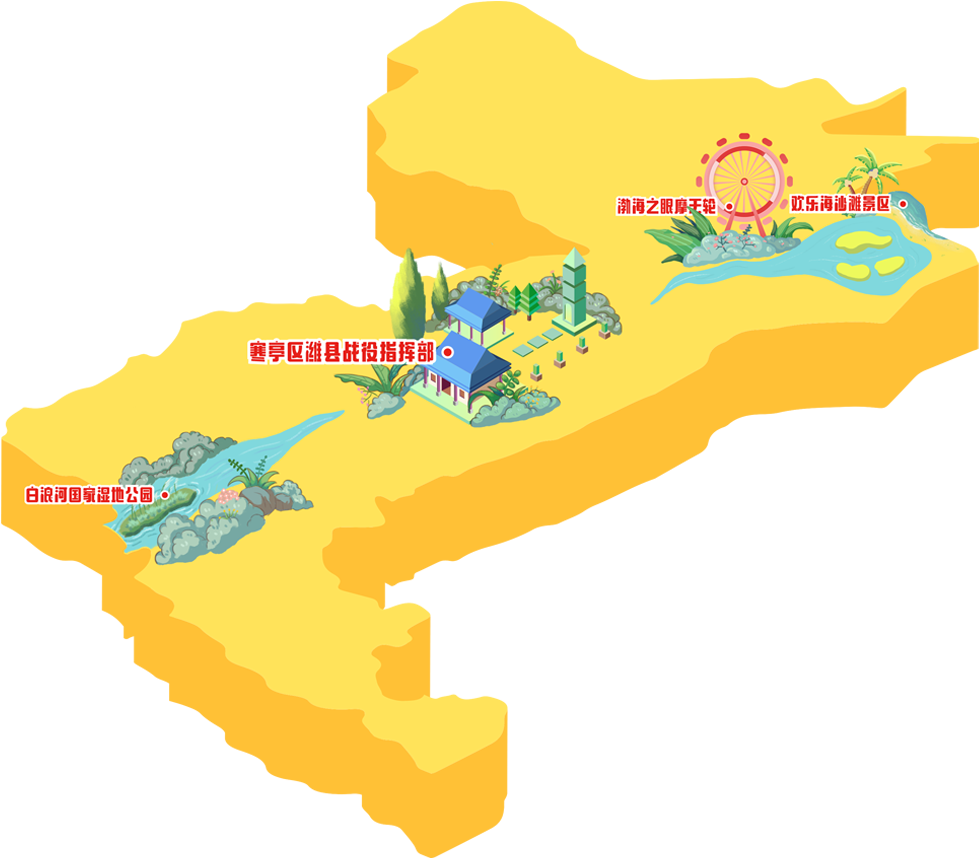 渤海之眼摩天轮
欢乐海沙滩景区
寒亭区潍县战役指挥部
白浪河国家湿地公园